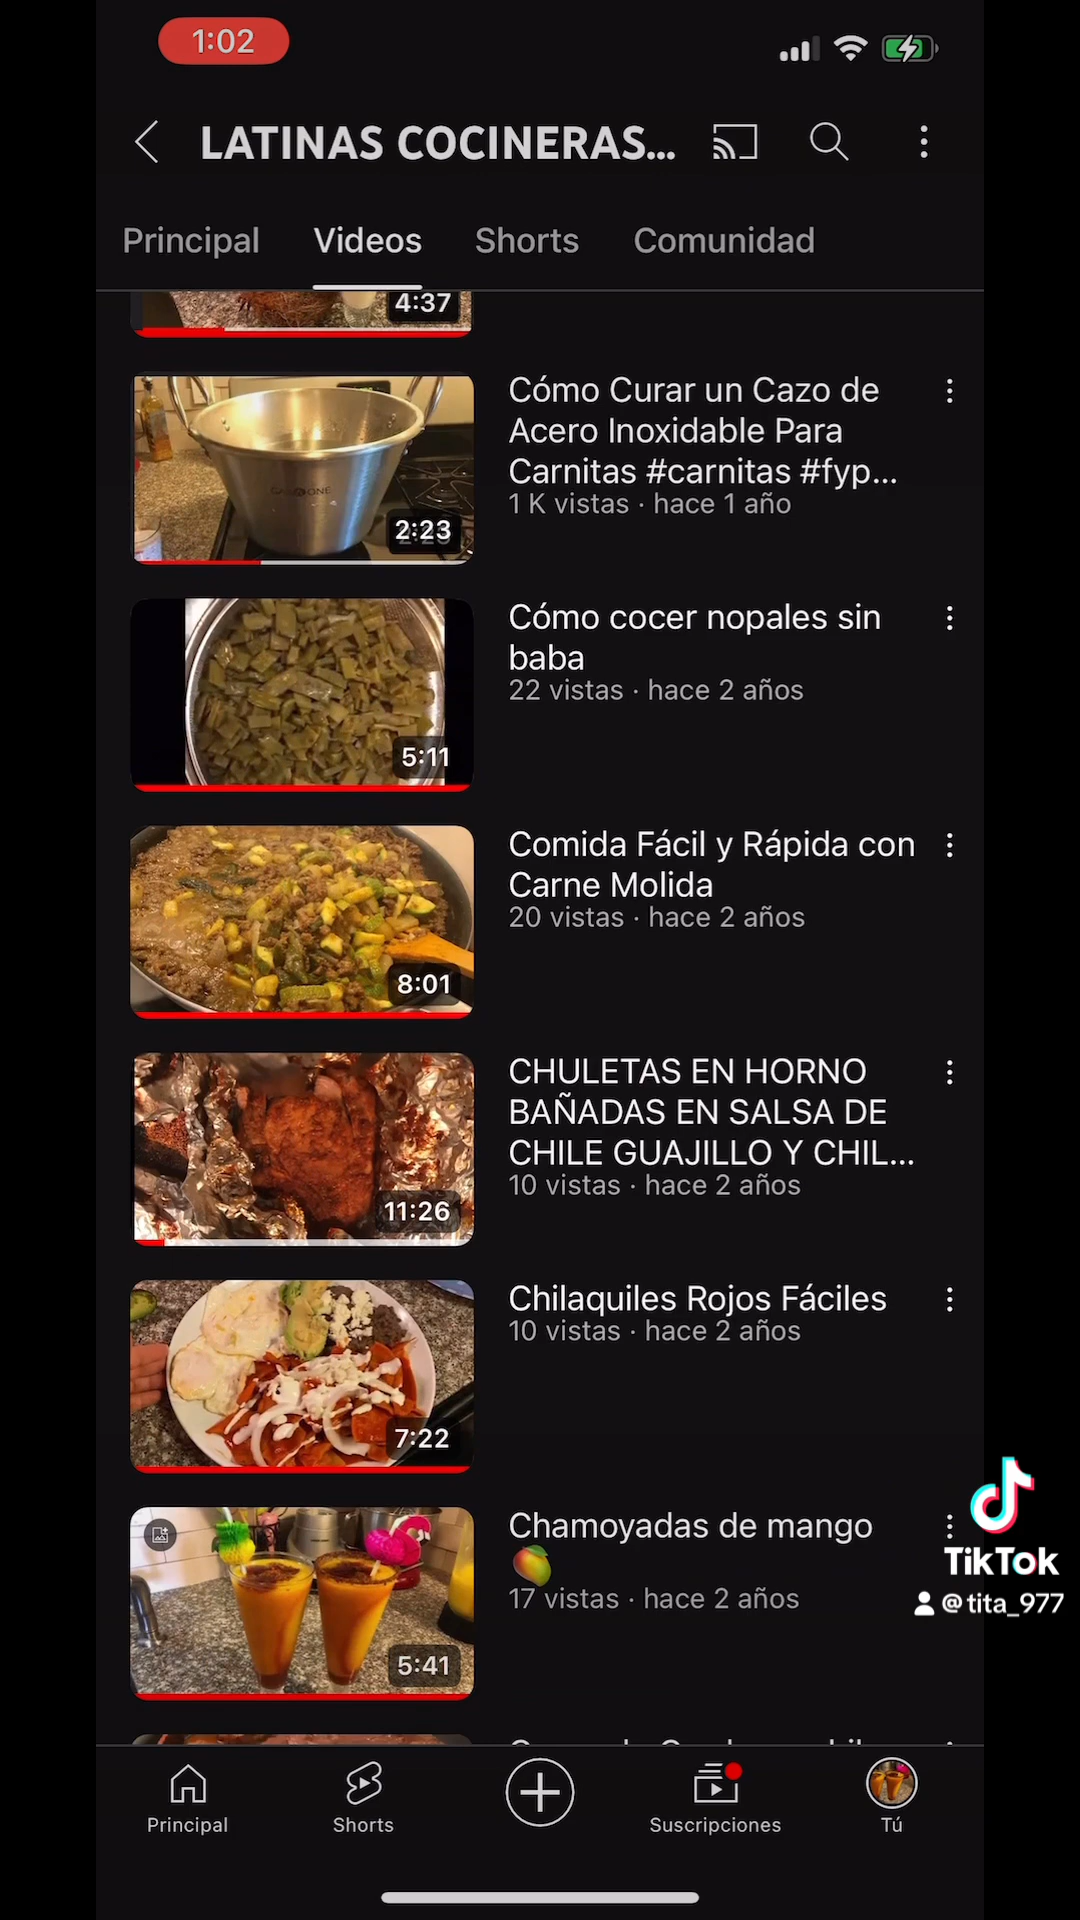 1:02
LATINAS COCINERAS...
Principal
Videos
Shorts
Comunidad
4:37
Cómo Curar un Cazo de
Acero Inoxidable Para
Carnitas #carnitas #fyp...
1 K vistas · hace 1 año
2:23
Cómo cocer nopales sin
baba
22 vistas · hace 2 años
5:11
Comida Fácil y Rápida con
Carne Molida
20 vistas · hace 2 años
8:01
CHULETAS EN HORNO
BAÑADAS EN SALSA DE
CHILE GUAJILLO Y CHIL...
10 vistas · hace 2 años
11:26
Chilaquiles Rojos Fáciles
10 vistas · hace 2 años
7:22
Chamoyadas de mango
🥭
17 vistas · hace 2 años
5:41
TikTok
@tita_977
Principal
Shorts
Suscripciones
Tú